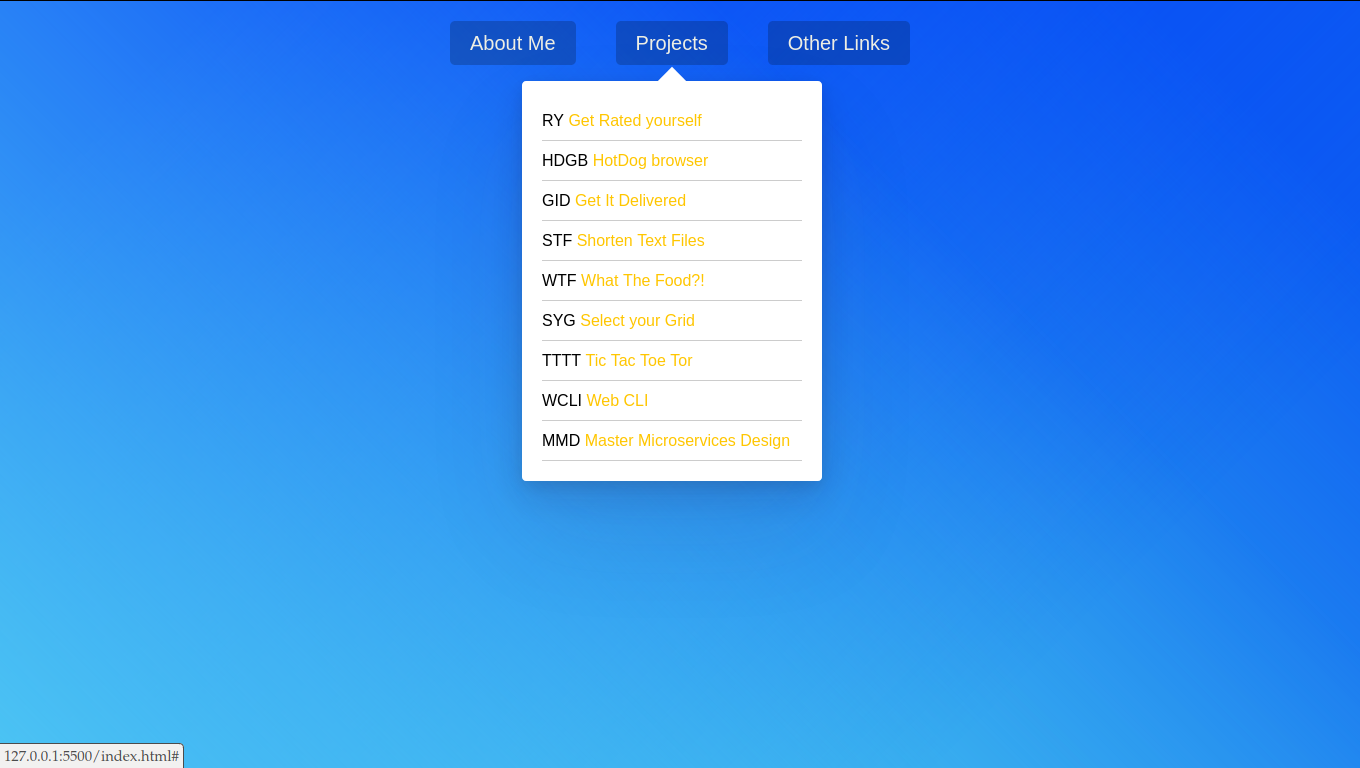 About Me Projects Other Links
RY Get Rated yourself
HDGB HotDog browser
GID Get It Delivered
STF Shorten Text Files
WTF What The Food?!
SYG Select your Grid
TTTT Tic Tac Toe Tor
WCLI Web CLI
MMD Master Microservices Design
127.0.0.1:5500/index.html#